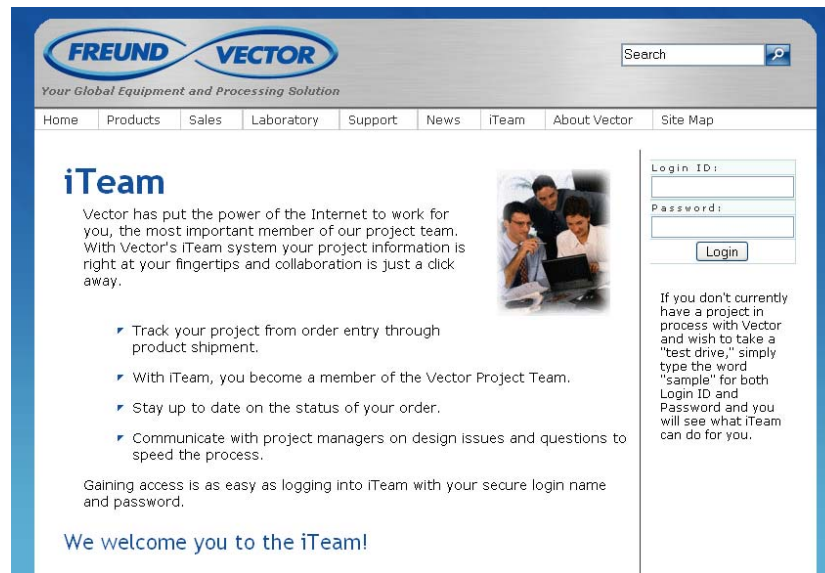 FREUND VECTOR
Your Global Equipment and Processing Solution
Search
Home Products Sales Laboratory Support News iTeam About Vector Site Map
iTeam
Vector has put the power of the Internet to work for
you, the most important member of our project team.
With Vector's iTeam system your project information is
right at your fingertips and collaboration is just a click
away.
Track your project from order entry through
product shipment.
With iTeam, you become a member of the Vector Project Team.
Stay up to date on the status of your order.
Communicate with project managers on design issues and questions to
speed the process.
Gaining access is as easy as logging into iTeam with your secure login name
and password.
We welcome you to the iTeam!
Login ID:
Password:
Login
If you don't currently
have a project in
process with Vector
and wish to take a
"test drive," simply
type the word
"sample" for both
Login ID and
Password and you
will see what iTeam
can do for you.